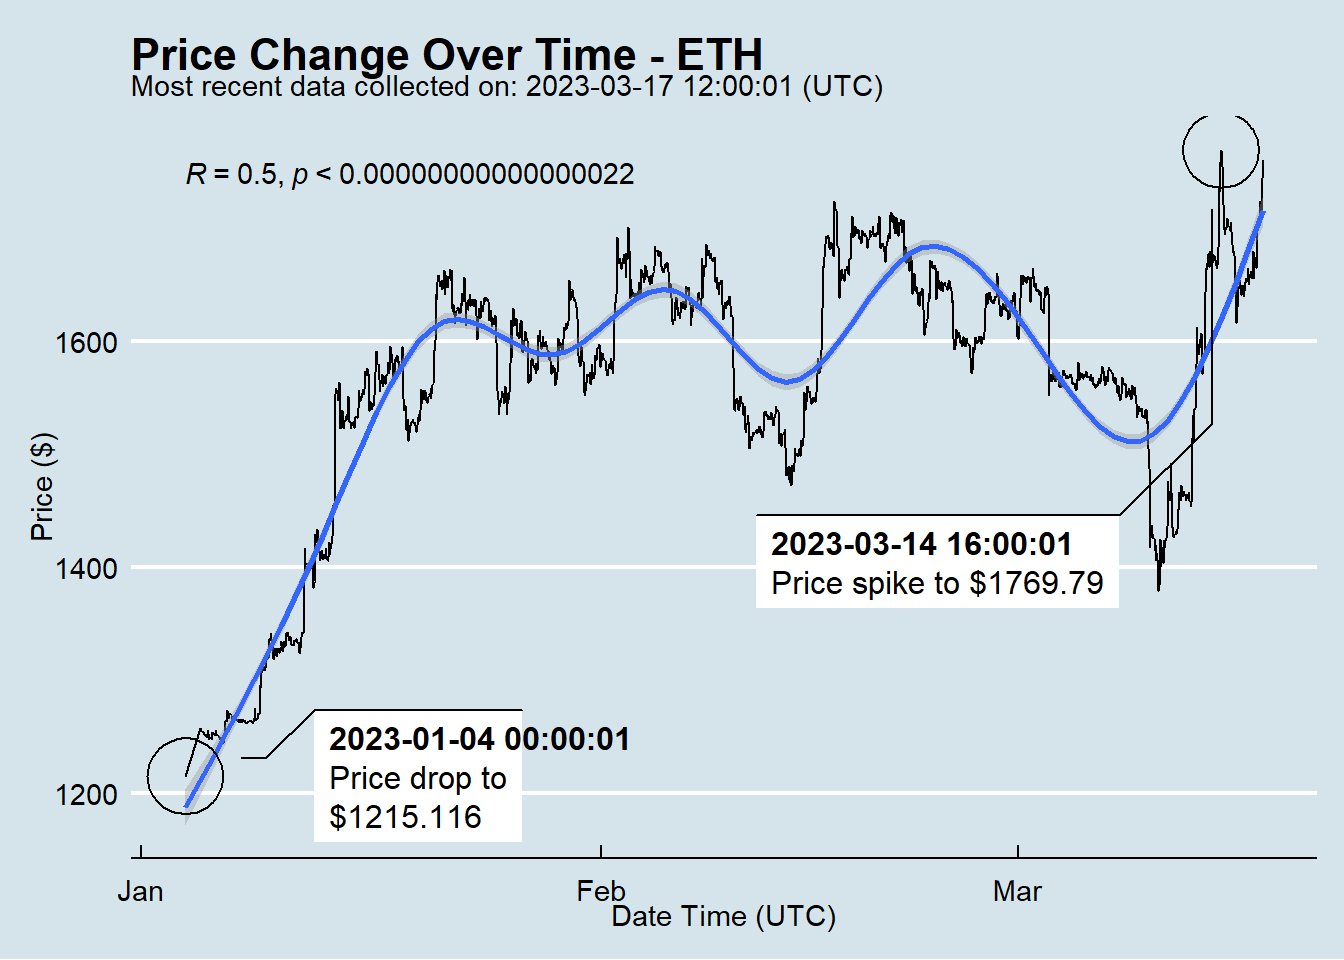 Price Change Over Time - ETH
Most recent data collected on: 2023-03-17 12:00:01 (UTC)
R = 0.5, p < 0.00000000000000022
1600
1400
1200
Price ($)
2023-03-14 16:00:01
Price spike to $1769.79
2023-01-04 00:00:01
Price drop to
$1215.116
Jan
Feb
Mar
Date Time (UTC)